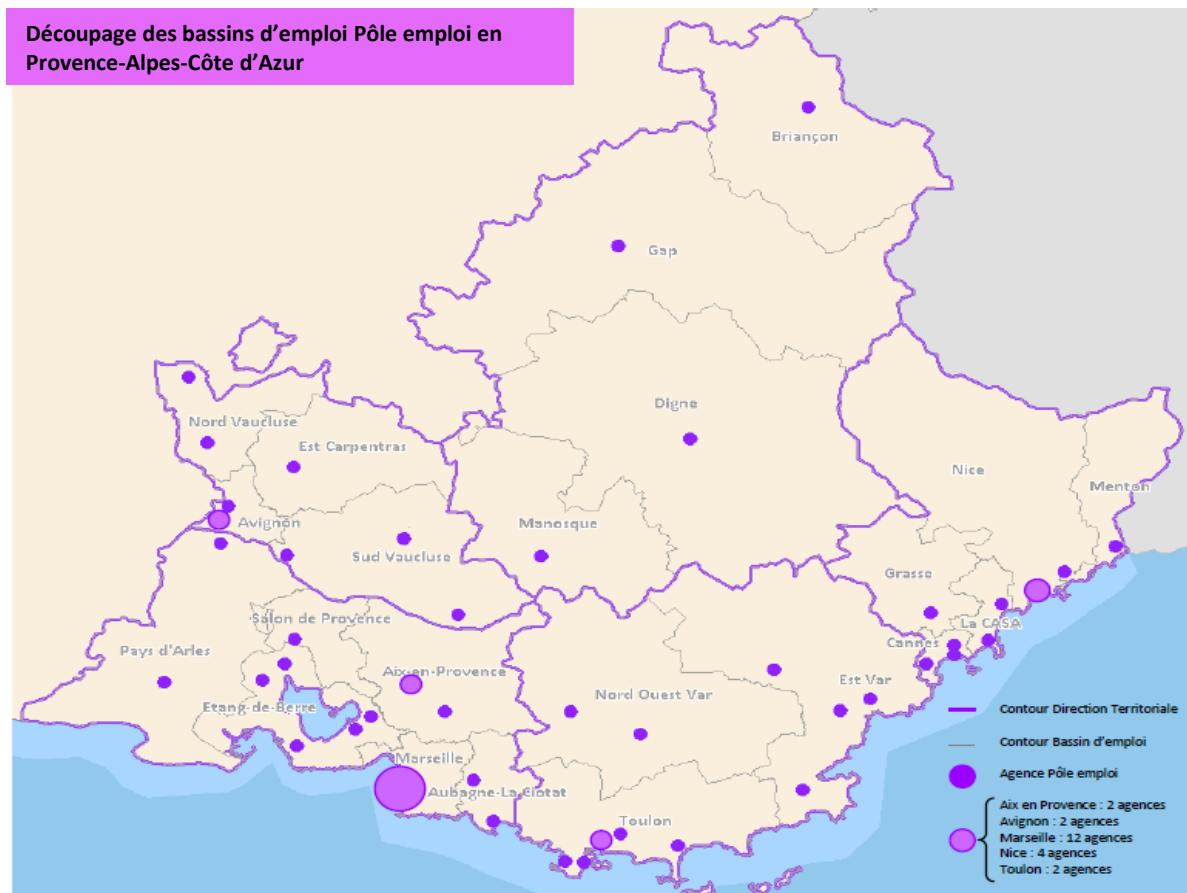 Découpage des bassins d’emploi Pôle emploi en
Provence-Alpes-Côte d’Azur
Briançon
Gap
Digne
Nord Vaucluse
Est Carpentras
Nice
Menton
Avignon
Manosque
Sud Vaucluse
Grasse
Salon de Provence
La CASA
Pays d'Arles
Cannes
Aix-en-Provence
Est Var
Nord Ouest Var
Etang-de-Berre
Marseille
Aubagne-La Ciotat
Toulon
Contour Direction Territoriale
Contour Bassin d'emploi
Agence Pôle emploi
Aix en Provence : 2 agences
Avignon : 2 agences
Marseille : 12 agences
Nice : 4 agences
Toulon : 2 agences